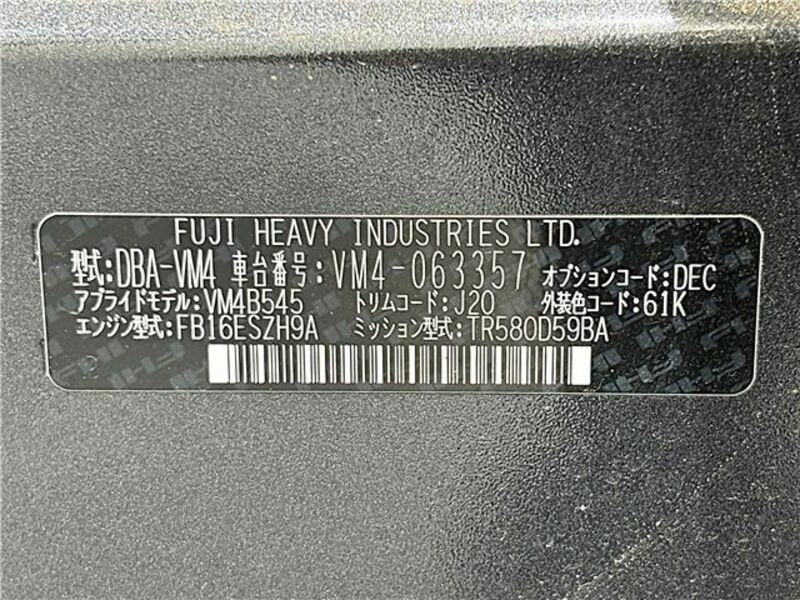 FUJI HEAVY INDUSTRIES LTD.
型式:DBA-VM4 車台番号:VM4-063357 オプションコード:DEC
アプライドモデル:VM4B545 トリムコード:J20 外装色コード:61K
エンジン型式:FB16ESZH9A ミッション型式:TR580D59BA